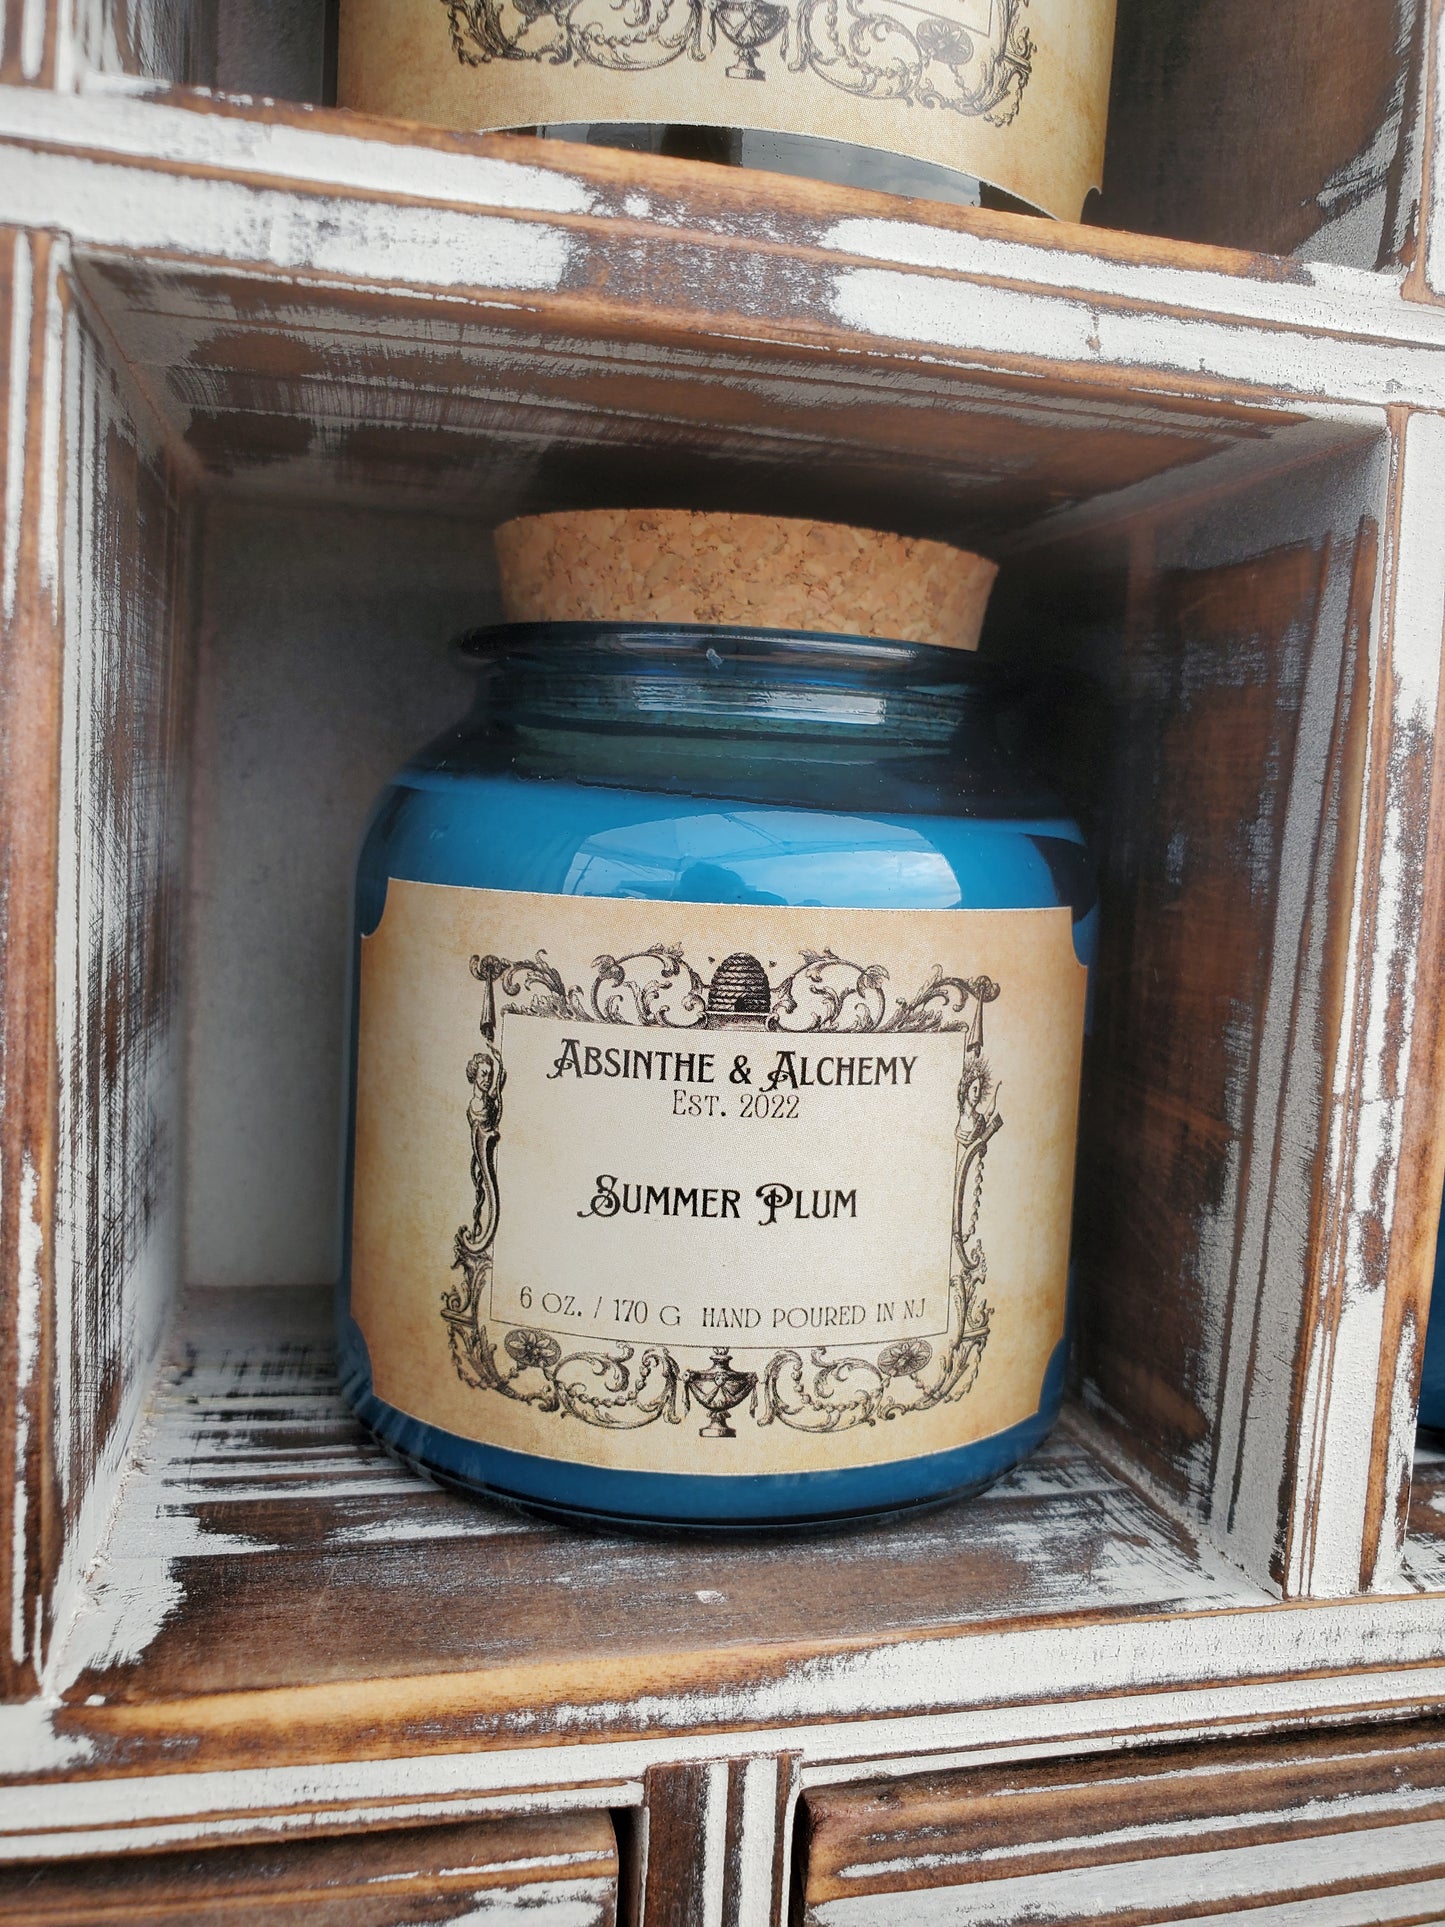 Absinthe & Alchemy
Est. 2022
Summer Plum
6 oz. / 170 g hand poured in NJ